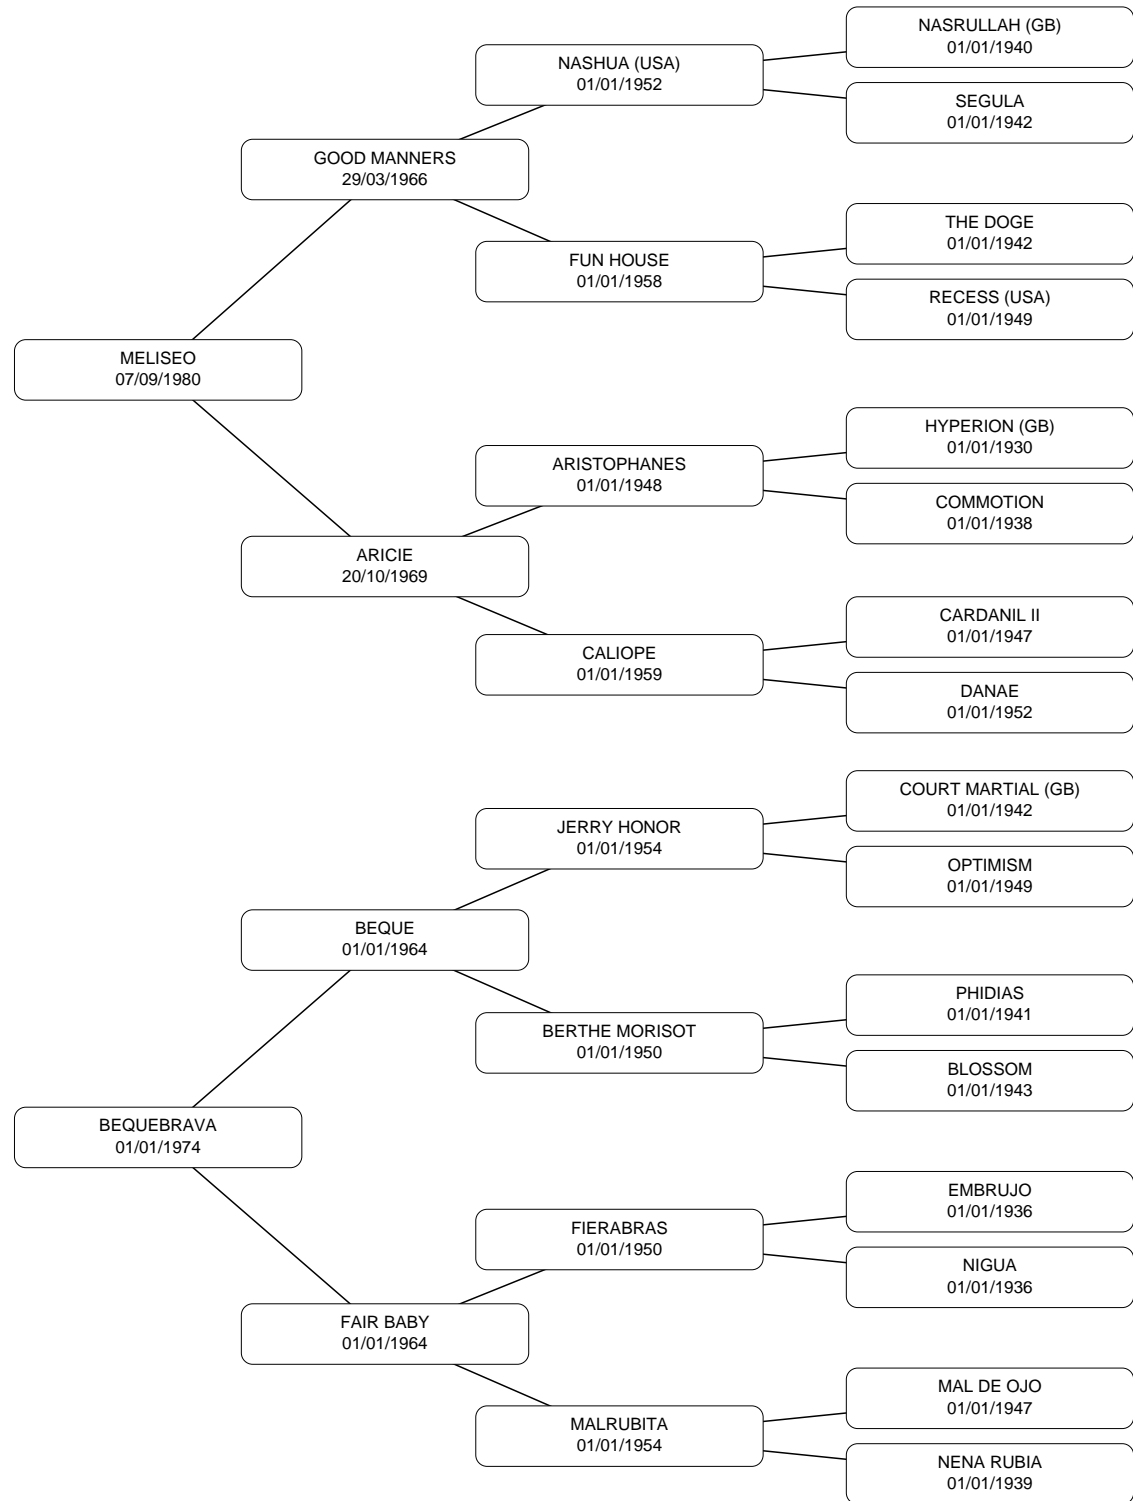 NASRULLAH (GB)
01/01/1940
NASHUA (USA)
01/01/1952
SEGULA
01/01/1942
GOOD MANNERS
29/03/1966
THE DOGE
01/01/1942
FUN HOUSE
01/01/1958
RECESS (USA)
01/01/1949
MELISEO
07/09/1980
HYPERION (GB)
01/01/1930
ARISTOPHANES
01/01/1948
COMMOTION
01/01/1938
ARICIE
20/10/1969
CARDANIL II
01/01/1947
CALIOPE
01/01/1959
DANAE
01/01/1952
COURT MARTIAL (GB)
01/01/1942
JERRY HONOR
01/01/1954
OPTIMISM
01/01/1949
BEQUE
01/01/1964
PHIDIAS
01/01/1941
BERTHE MORISOT
01/01/1950
BLOSSOM
01/01/1943
BEQUEBRAVA
01/01/1974
EMBRUJO
01/01/1936
FIERABRAS
01/01/1950
NIGUA
01/01/1936
FAIR BABY
01/01/1964
MAL DE OJO
01/01/1947
MALRUBITA
01/01/1954
NENA RUBIA
01/01/1939